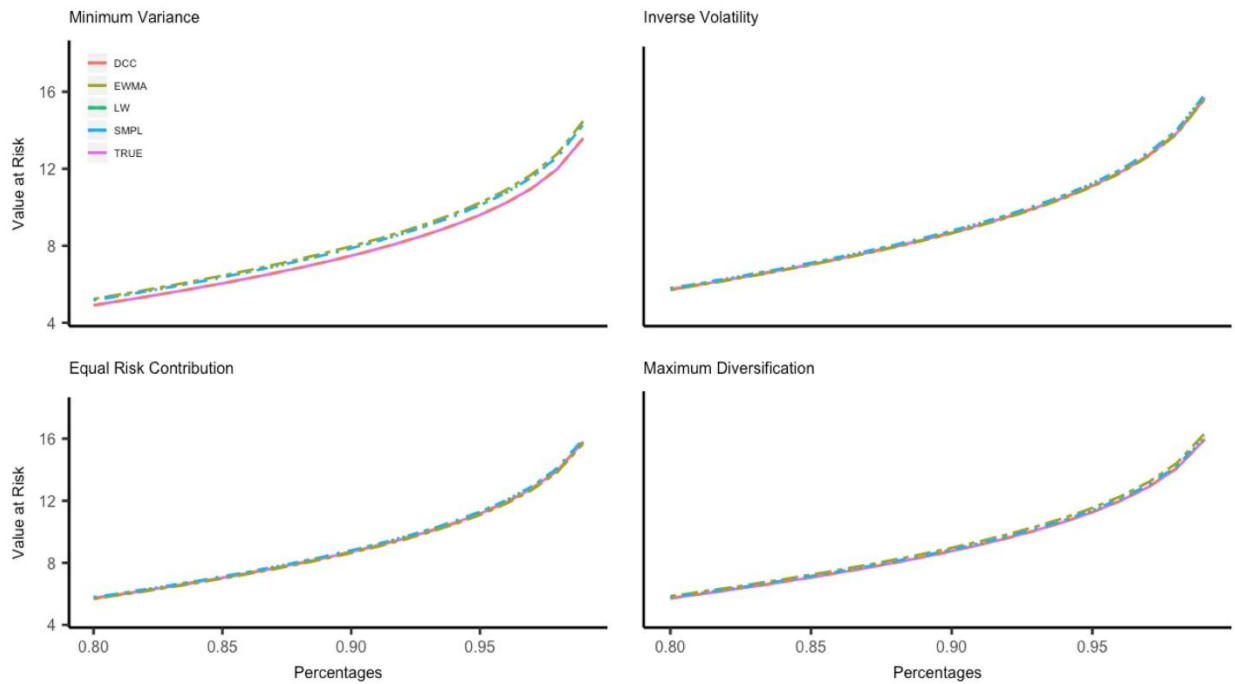 Minimum Variance
Inverse Volatility
DCC
EWMA
LW
SMPL
TRUE
16
12
8
4
Value at Risk
Equal Risk Contribution
Maximum Diversification
16
12
8
4
Value at Risk
0.80 0.85 0.90 0.95
0.80 0.85 0.90 0.95
Percentages
Percentages